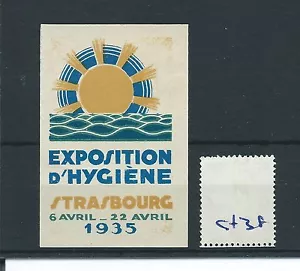 EXPOSITION
D'HYGIÈNE
STRASBOURG
6 AVRIL – 22 AVRIL
1935